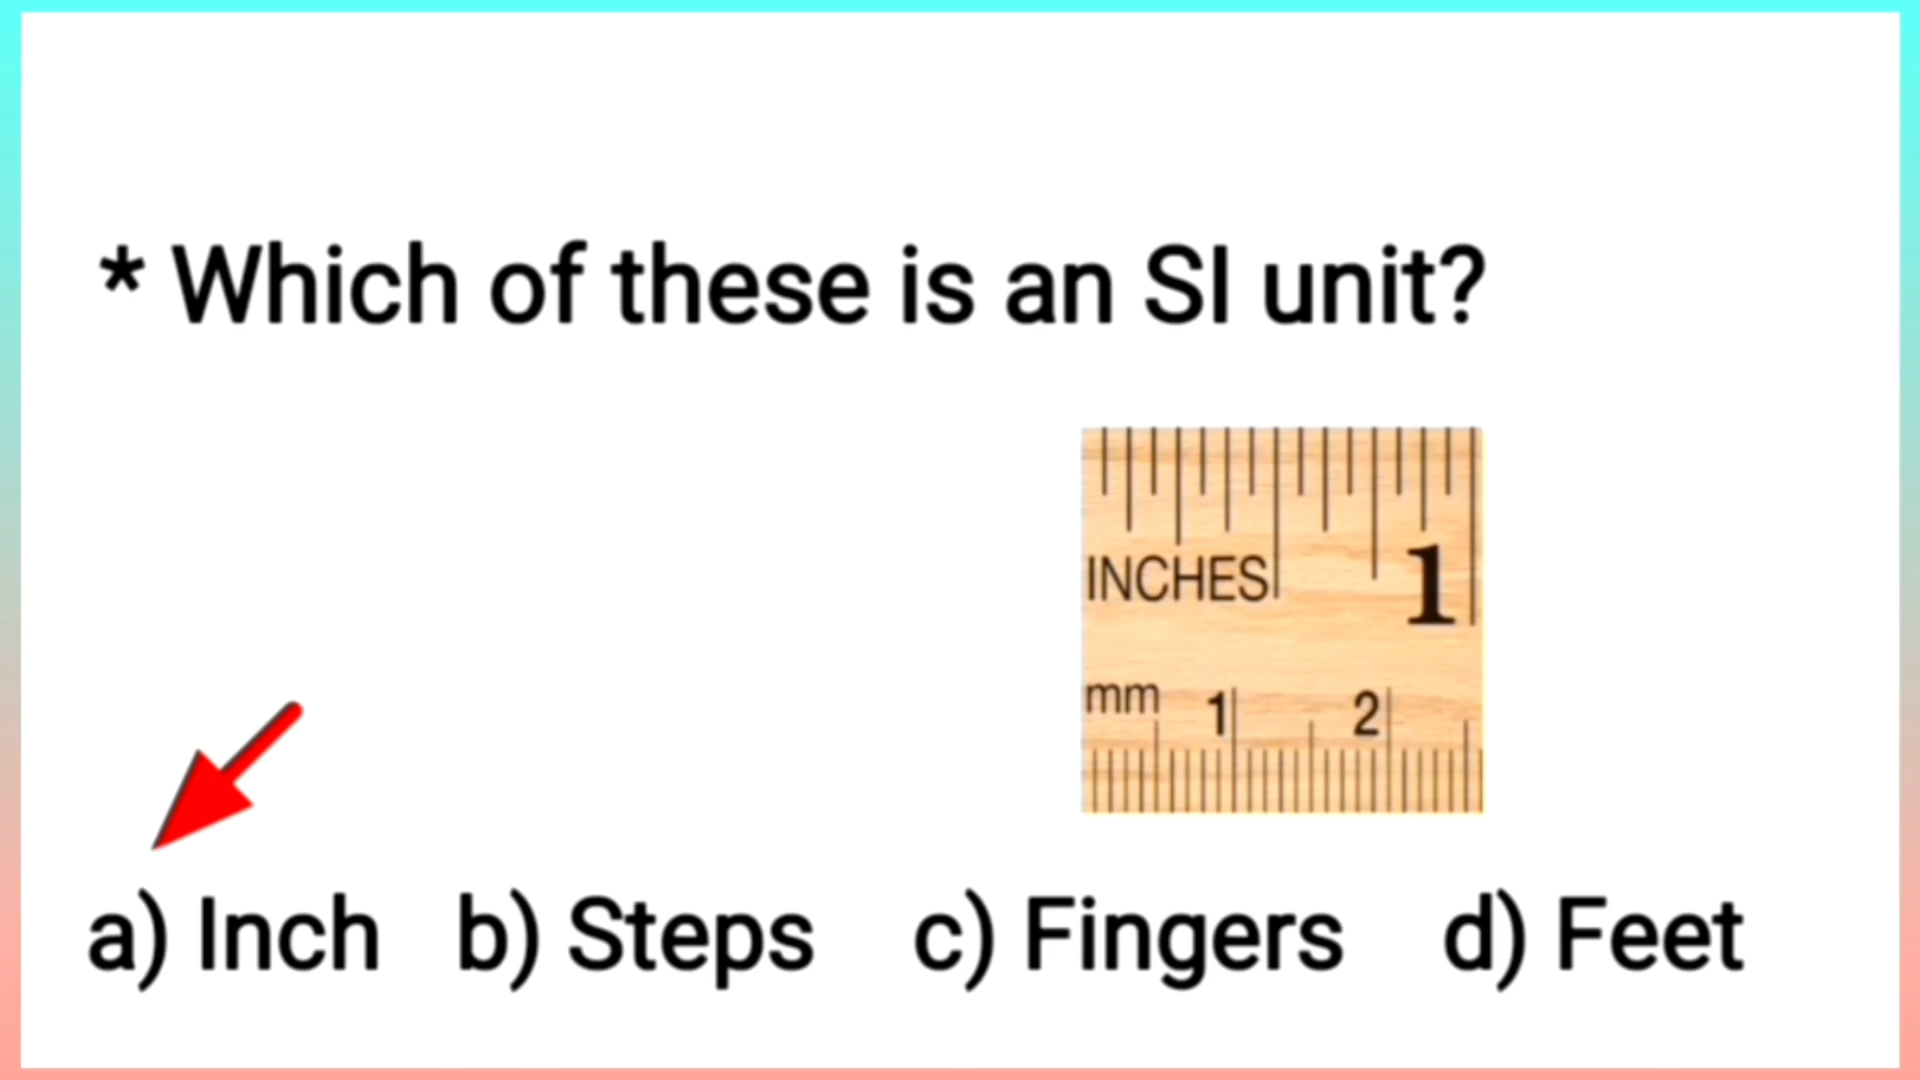 * Which of these is an SI unit?
INCHES 1
mm 1 2
a) Inch b) Steps c) Fingers d) Feet